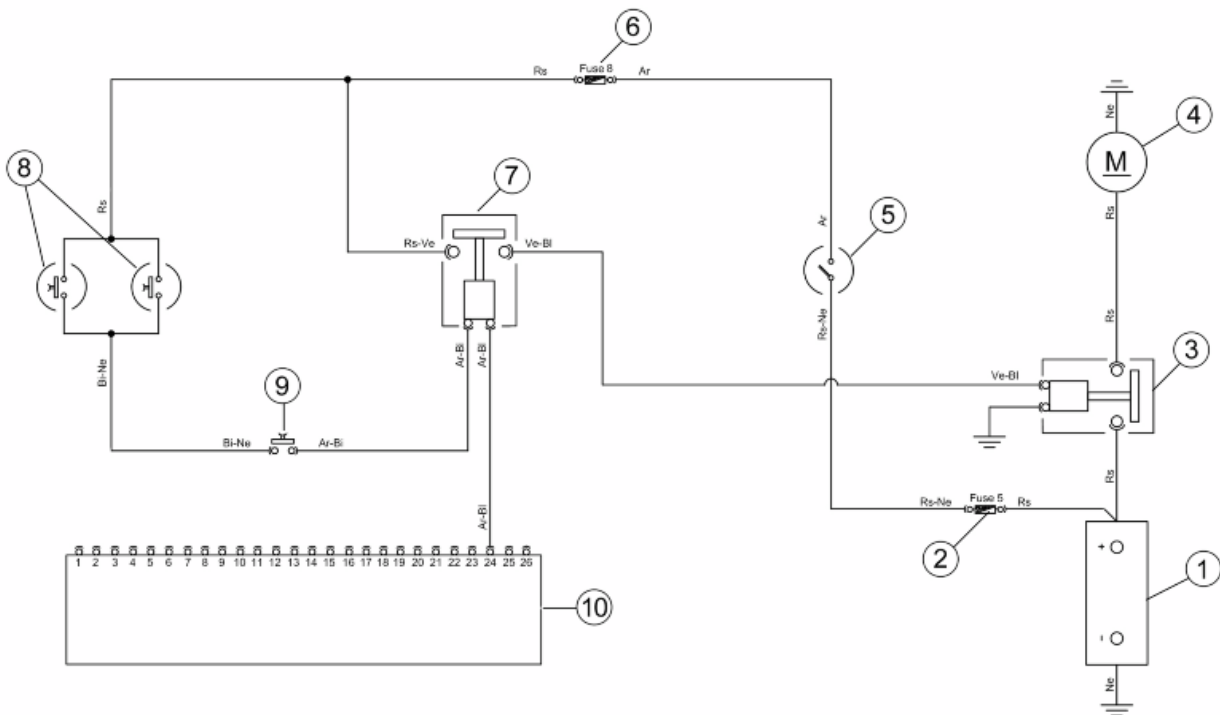 6
Rs
Fuse 8
Ar
Ne
4
M
8
7
5
Rs
Rs
Ar
Rs-Ve
Ve-Bl
Rs-Ne
Rs
3
Ar-Bi
Ar-Bl
Ve-Bl
Bi-Ne
9
Bi-Ne
Ar-Bi
Rs
Rs-Ne
Fuse 5
Rs
Ar-Bl
2
1 2 3 4 5 6 7 8 9 10 11 12 13 14 15 16 17 18 19 20 21 22 23 24 25 26
+
1
10
-
Ne